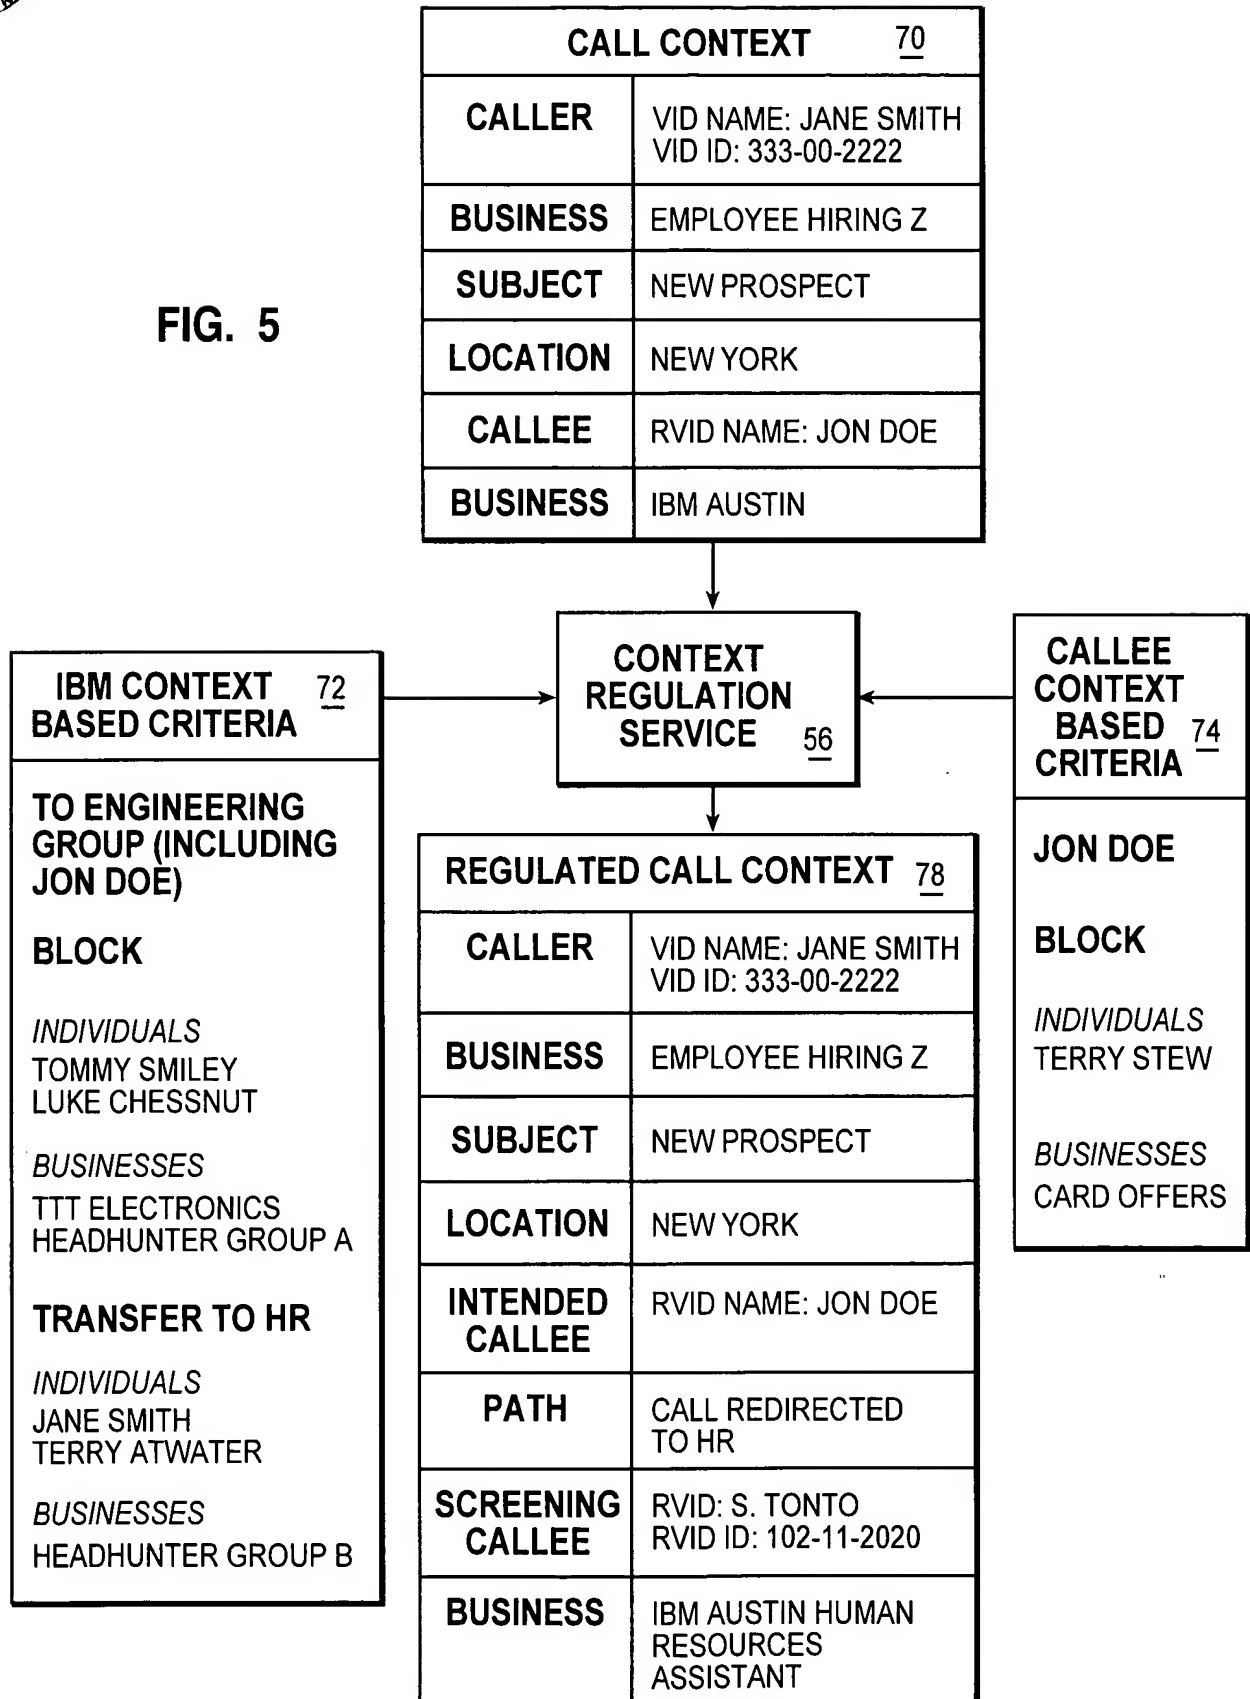 CALL CONTEXT 70
CALLER
VID NAME: JANE SMITH
VID ID: 333-00-2222
BUSINESS
EMPLOYEE HIRING Z
SUBJECT
NEW PROSPECT
LOCATION
NEW YORK
CALLEE
RVID NAME: JON DOE
BUSINESS
IBM AUSTIN
FIG. 5
CONTEXT
REGULATION
SERVICE 56
IBM CONTEXT 72
BASED CRITERIA
TO ENGINEERING
GROUP (INCLUDING
JON DOE)
BLOCK
INDIVIDUALS
TOMMY SMILEY
LUKE CHESSNUT
BUSINESSES
TTT ELECTRONICS
HEADHUNTER GROUP A
TRANSFER TO HR
INDIVIDUALS
JANE SMITH
TERRY ATWATER
BUSINESSES
HEADHUNTER GROUP B
CALLEE
CONTEXT
BASED 74
CRITERIA
JON DOE
BLOCK
INDIVIDUALS
TERRY STEW
BUSINESSES
CARD OFFERS
REGULATED CALL CONTEXT 78
CALLER
VID NAME: JANE SMITH
VID ID: 333-00-2222
BUSINESS
EMPLOYEE HIRING Z
SUBJECT
NEW PROSPECT
LOCATION
NEW YORK
INTENDED
CALLEE
RVID NAME: JON DOE
PATH
CALL REDIRECTED
TO HR
SCREENING
CALLEE
RVID: S. TONTO
RVID ID: 102-11-2020
BUSINESS
IBM AUSTIN HUMAN
RESOURCES
ASSISTANT